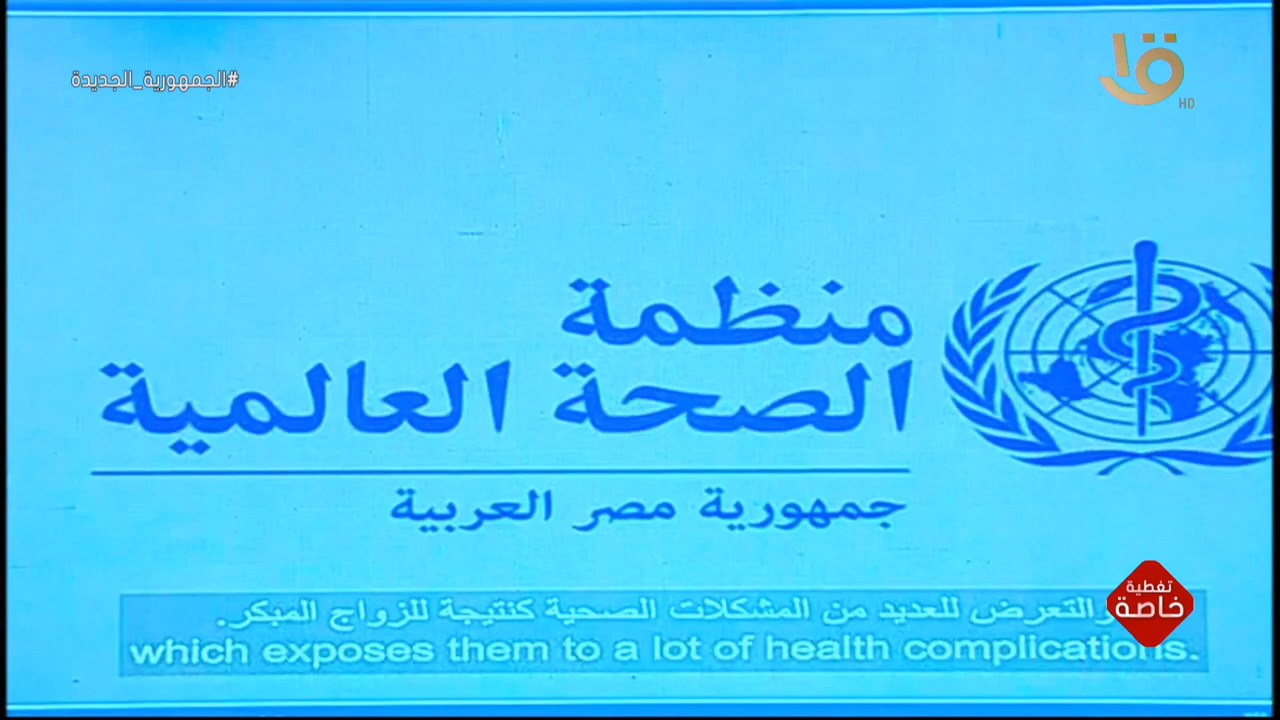 #الجمهورية_الجديدة
HD
منظمة
الصحة العالمية
جمهورية مصر العربية
تغطية
خاصة
التعرض للعديد من المشكلات الصحية كنتيجة للزواج المبكر.
which exposes them to a lot of health complications.